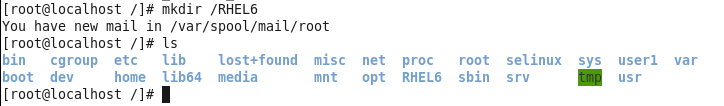 [root@localhost /]# mkdir /RHEL6
You have new mail in /var/spool/mail/root
[root@localhost /]# ls
bin cgroup etc lib lost+found misc net proc root selinux sys user1 var
boot dev home lib64 media mnt opt RHEL6 sbin srv tmp usr
[root@localhost /]#